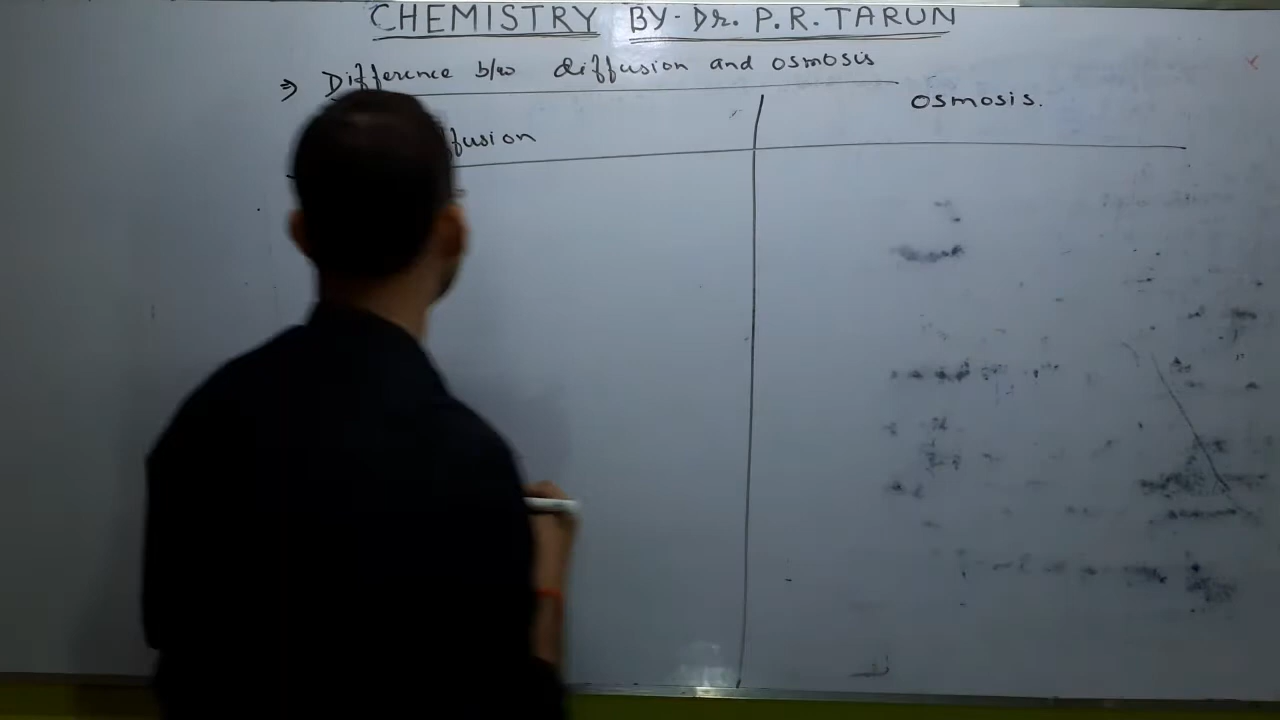 CHEMISTRY BY- Dr. P.R. TARUN
⇒ Difference b/w diffusion and osmosis
fusion
osmosis.